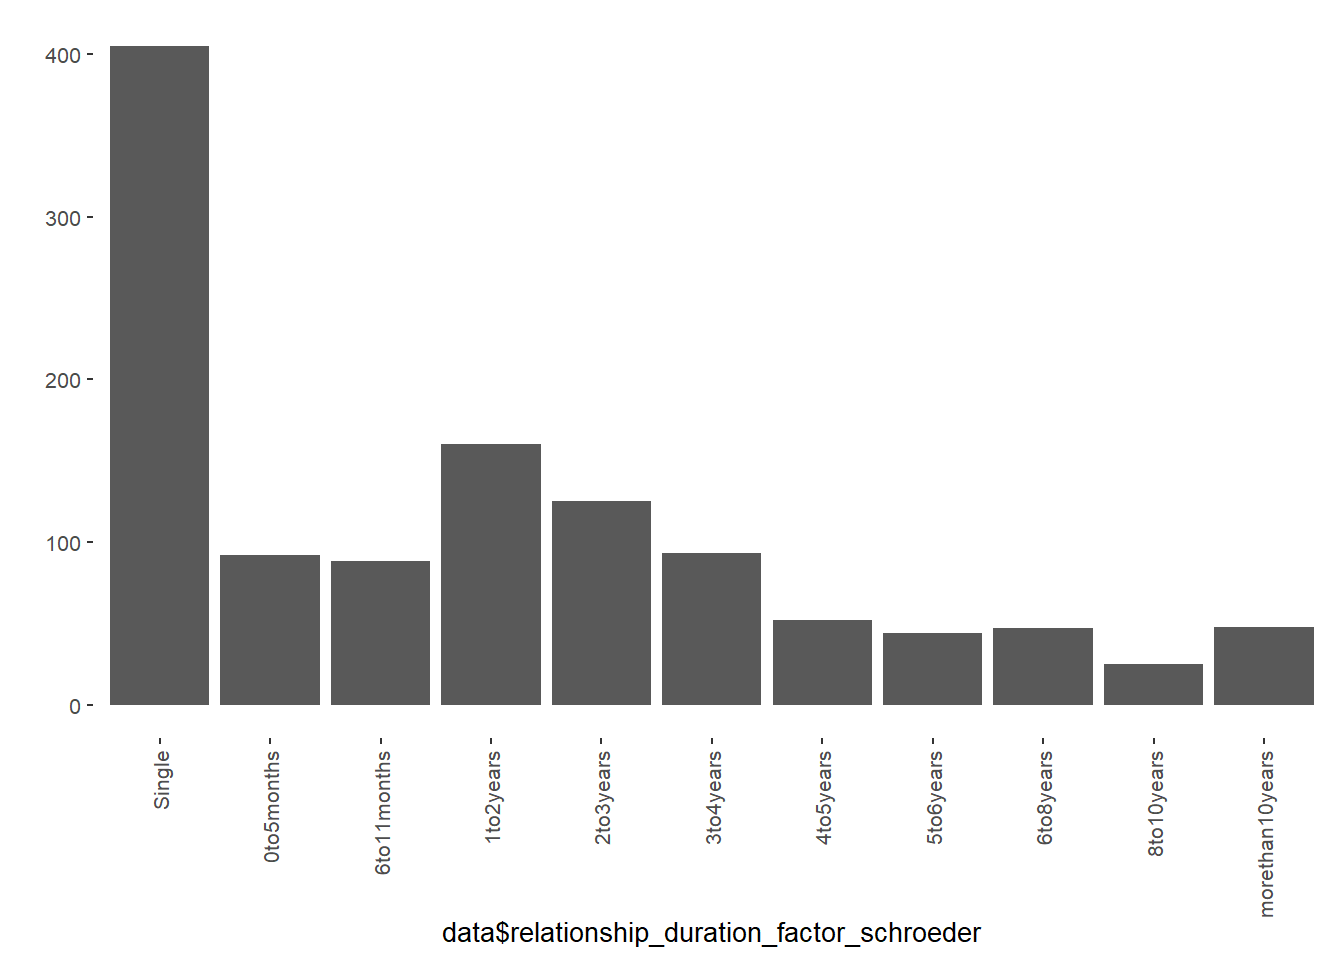 400
300
200
100
0
Single
0to5months
6to11months
1to2years
2to3years
3to4years
4to5years
5to6years
6to8years
8to10years
morethan10years
data$relationship_duration_factor_schroeder